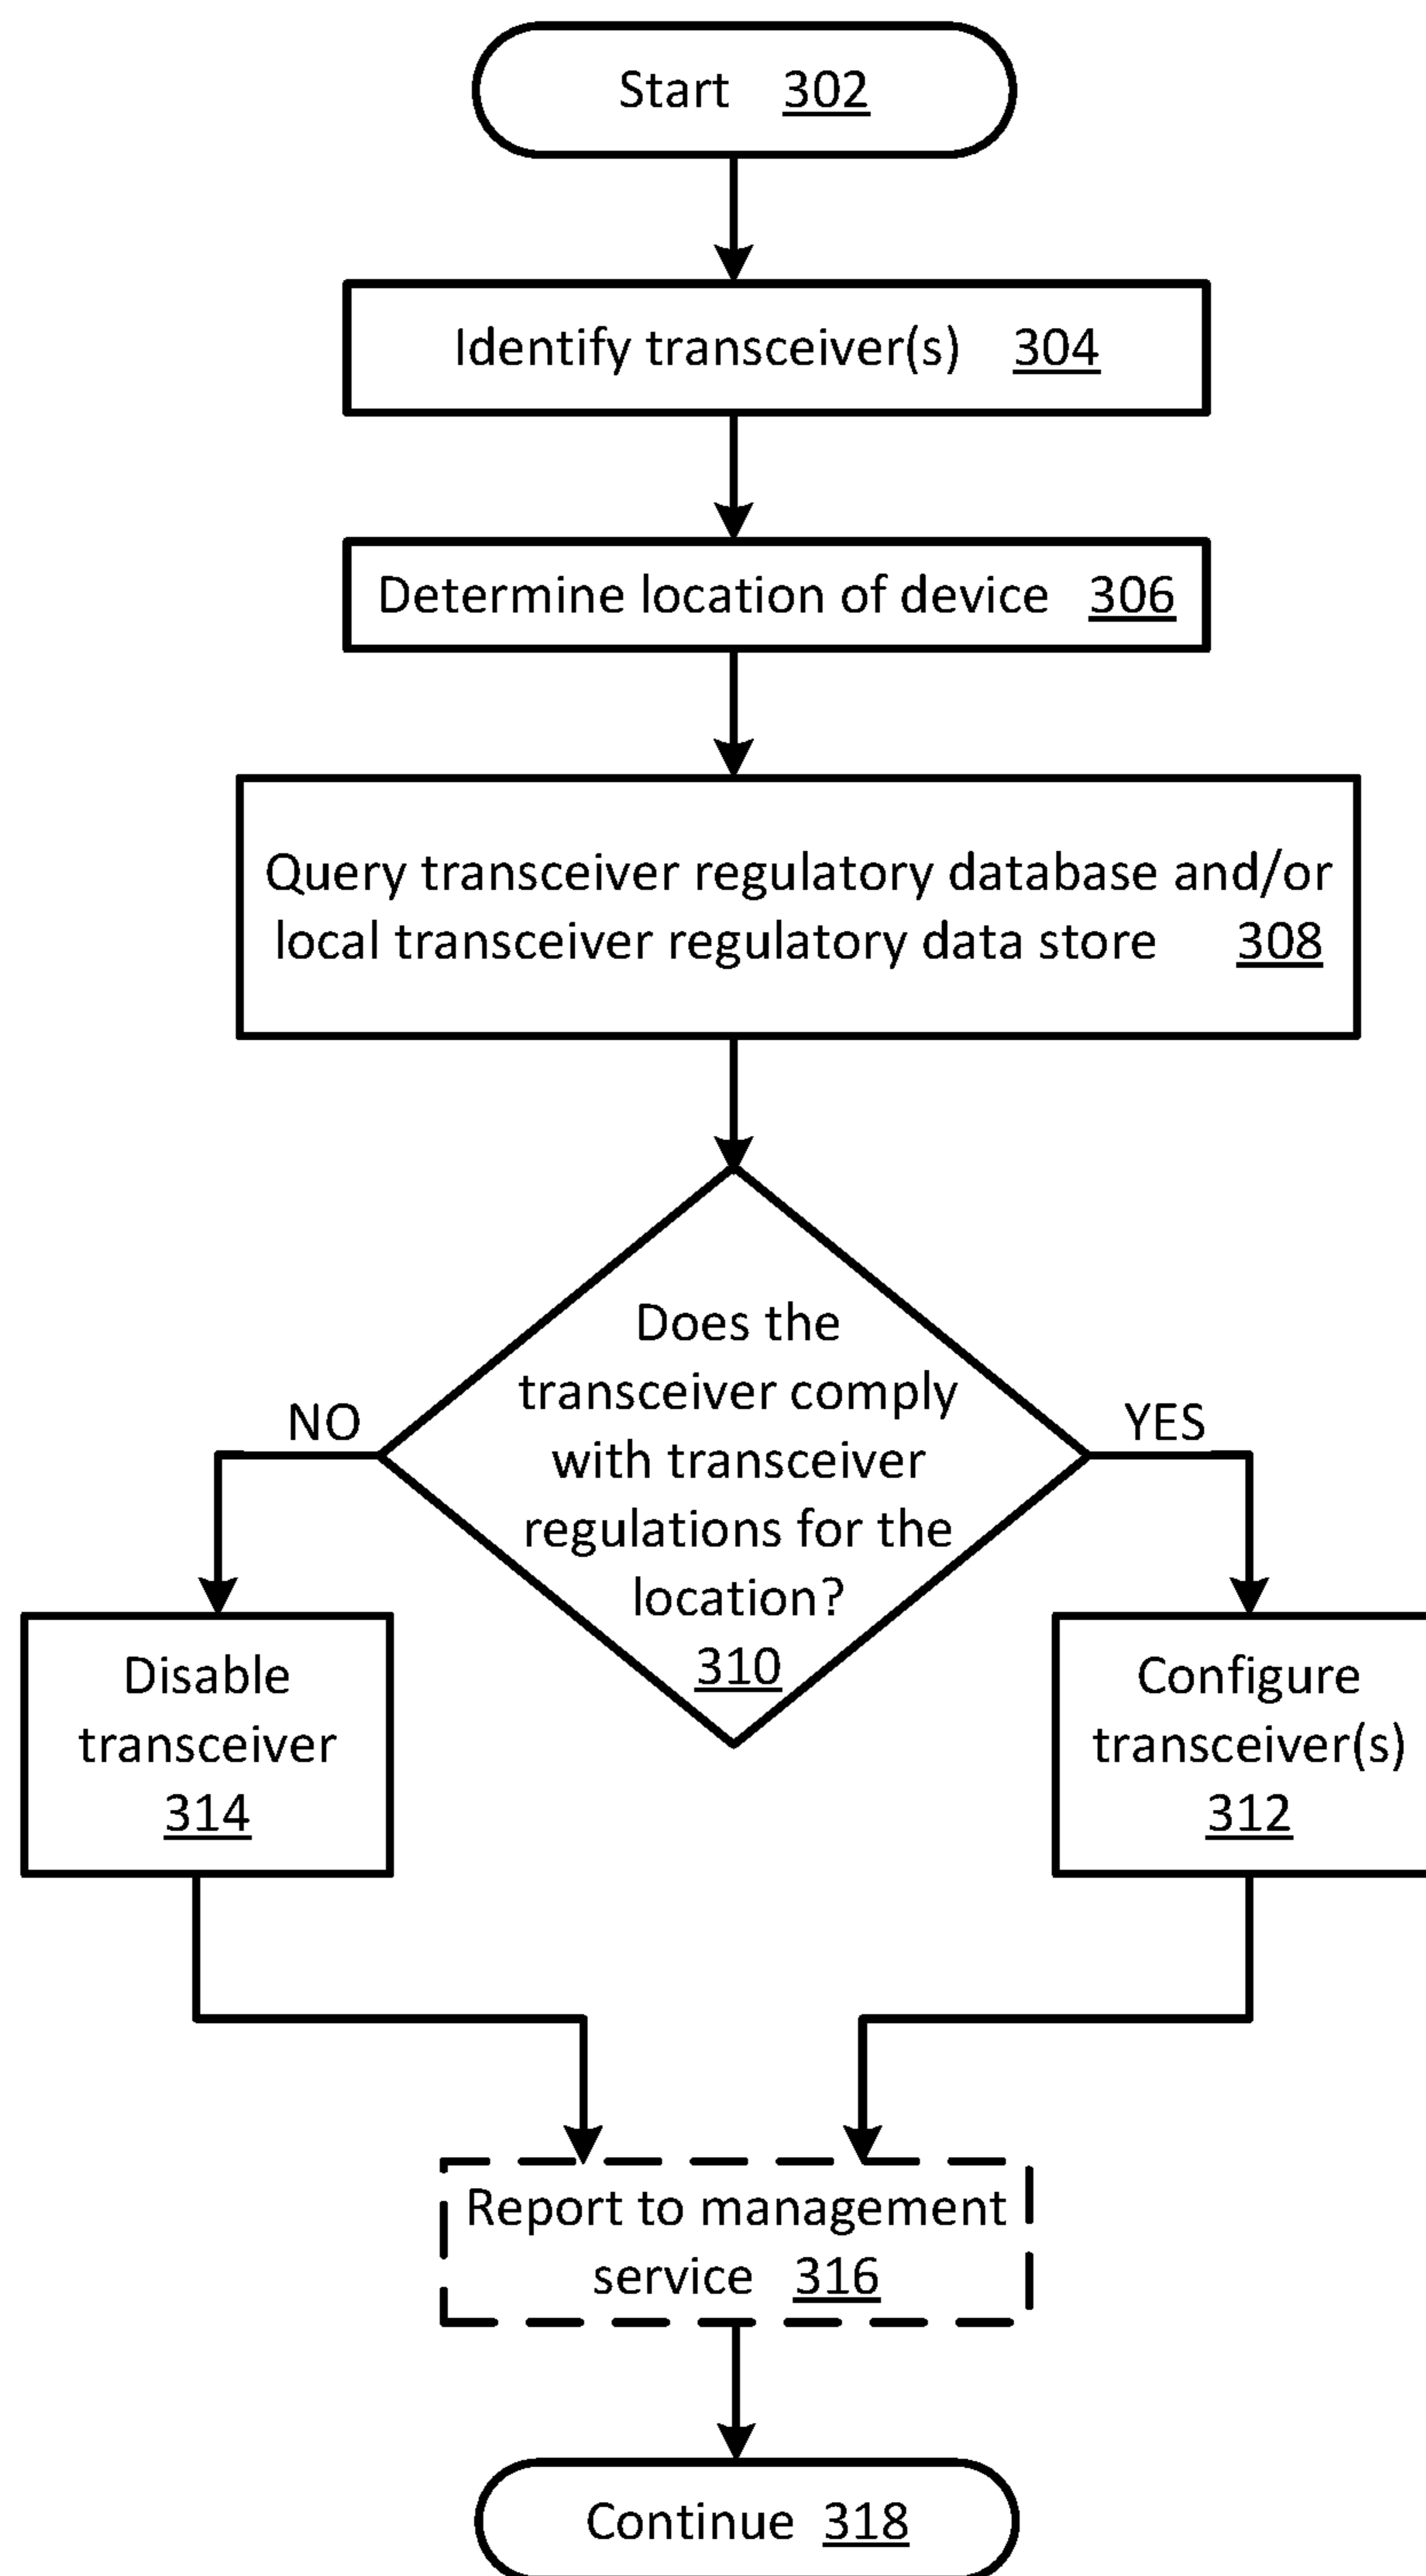 Start 302
Identify transceiver(s) 304
Determine location of device 306
Query transceiver regulatory database and/or
local transceiver regulatory data store 308
Does the
transceiver comply
with transceiver
regulations for the
location?
310
NO
YES
Disable
transceiver
314
Configure
transceiver(s)
312
Report to management
service 316
Continue 318